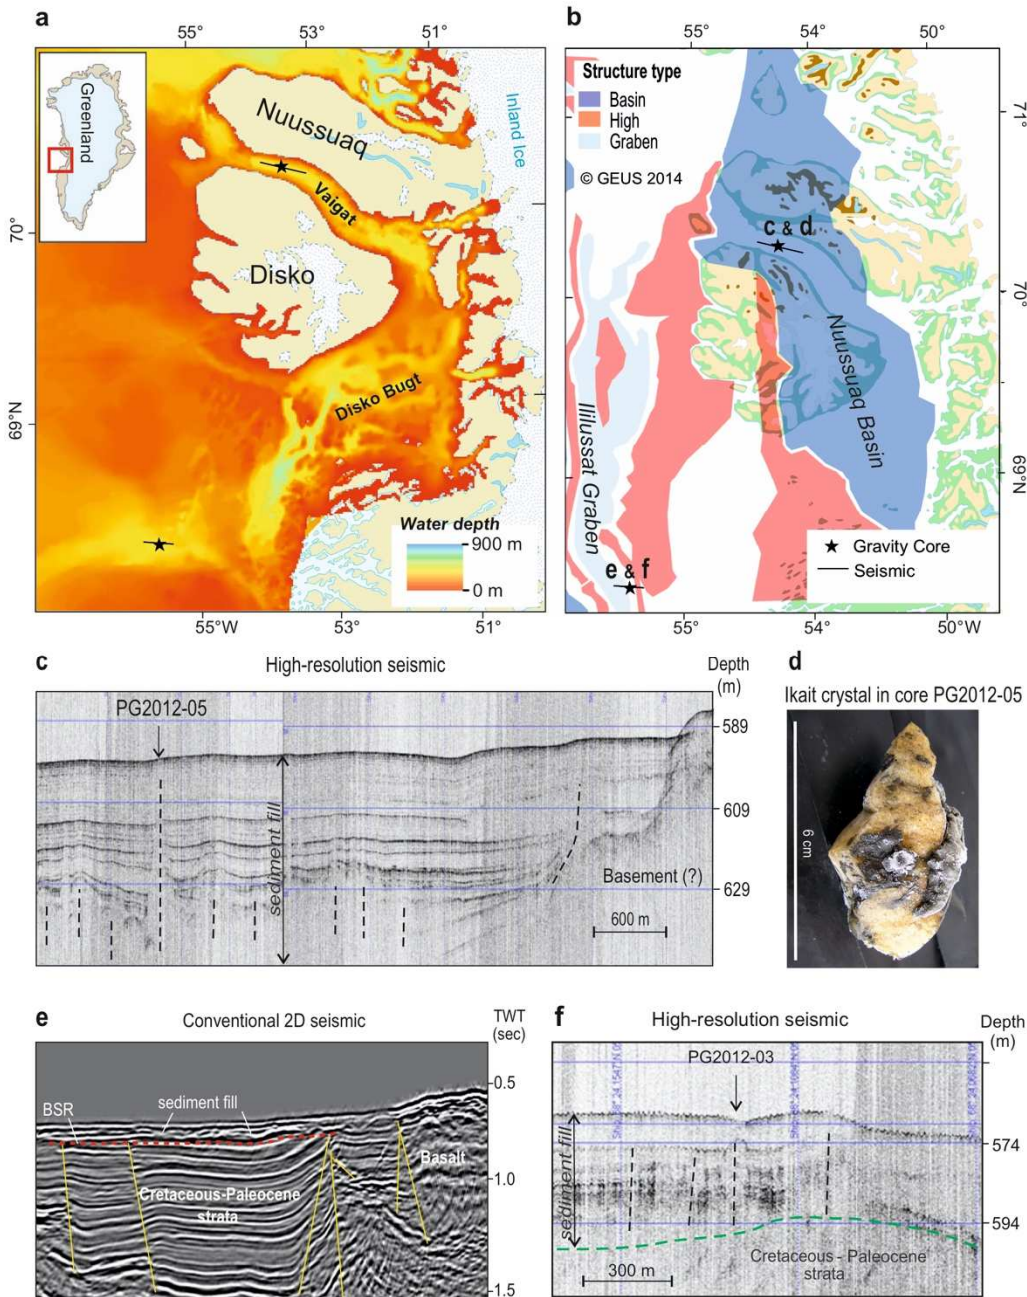 a
55°
53°
51°
Greenland
Nuussuaq
Inland Ice
Vaigat
70°
Disko
Disko Bugt
69°N
Water depth
900 m
0 m
55°W
53°
51°
b
55°
54°
50°
Structure type
Basin
High
Graben
© GEUS 2014
71°
c & d
70°
Nuussuaq Basin
Ililussat Graben
69°N
e & f
Gravity Core
Seismic
55°
54°
50°W
c
High-resolution seismic
Depth
(m)
PG2012-05
589
sediment fill
609
Basement (?)
629
600 m
d
Ikait crystal in core PG2012-05
6 cm
e
Conventional 2D seismic
TWT
(sec)
0.5
BSR
sediment fill
Basalt
1.0
Cretaceous-Paleocene
strata
1.5
f
High-resolution seismic
Depth
(m)
PG2012-03
574
sediment fill
594
Cretaceous - Paleocene
strata
300 m